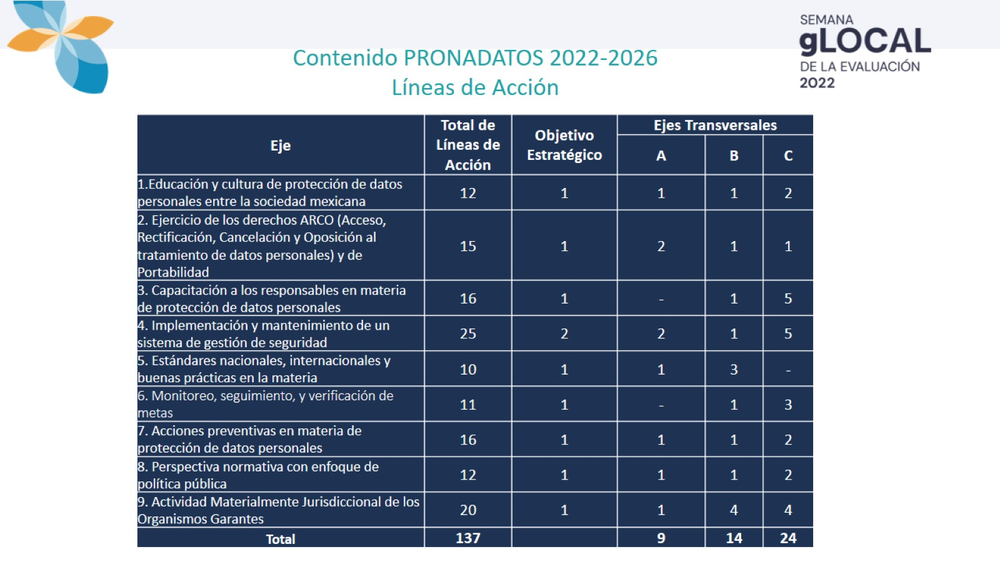 SEMANA
gLOCAL
DE LA EVALUACIÓN
2022
Contenido PRONADATOS 2022-2026
Líneas de Acción
Eje
Total de
Líneas de
Acción
Objetivo
Estratégico
Ejes Transversales
A B C
1.Educación y cultura de protección de datos
personales entre la sociedad mexicana
12 1 1 1 2
2. Ejercicio de los derechos ARCO (Acceso,
Rectificación, Cancelación y Oposición al
tratamiento de datos personales) y de
Portabilidad
15 1 2 1 1
3. Capacitación a los responsables en materia
de protección de datos personales
16 1 - 1 5
4. Implementación y mantenimiento de un
sistema de gestión de seguridad
25 2 2 1 5
5. Estándares nacionales, internacionales y
buenas prácticas en la materia
10 1 1 3 -
6. Monitoreo, seguimiento, y verificación de
metas
11 1 - 1 3
7. Acciones preventivas en materia de
protección de datos personales
16 1 1 1 2
8. Perspectiva normativa con enfoque de
política pública
12 1 1 1 2
9. Actividad Materialmente Jurisdiccional de los
Organismos Garantes
20 1 1 4 4
Total 137 9 14 24